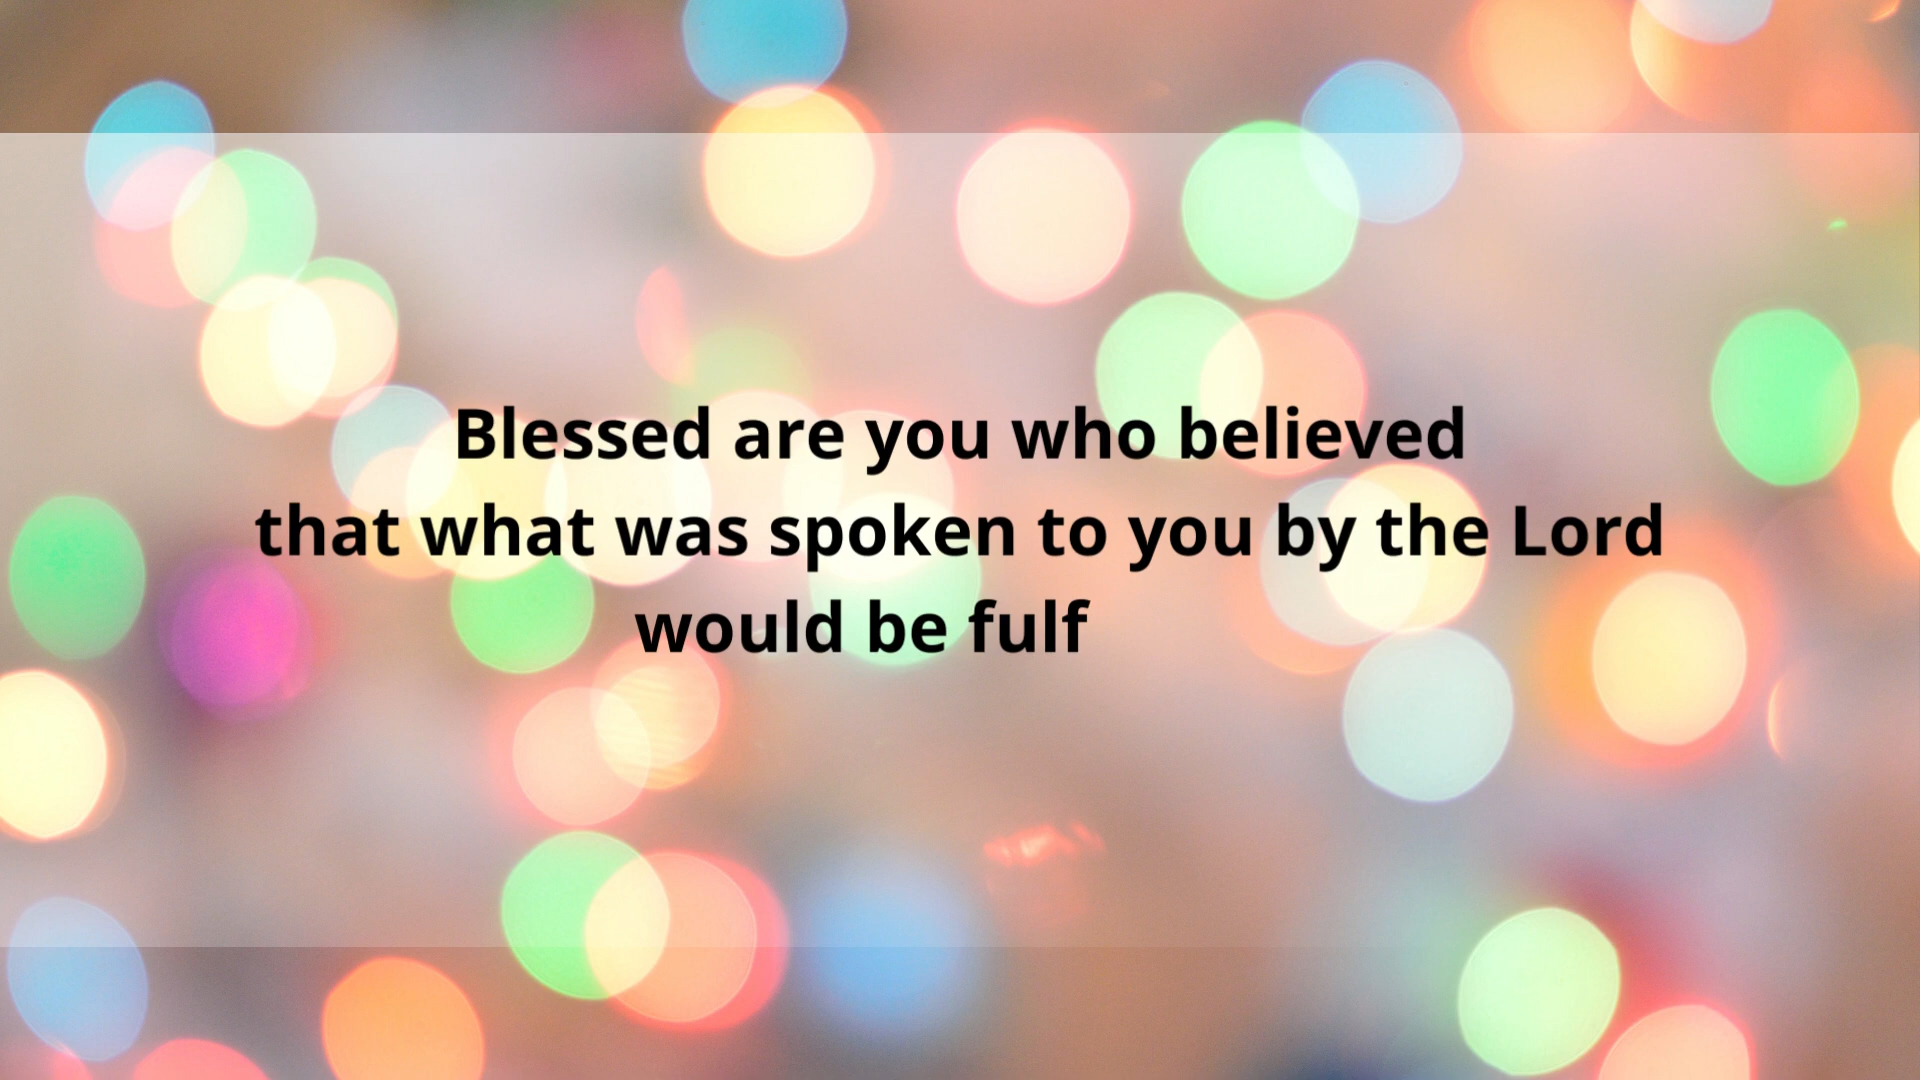 Blessed are you who believed
that what was spoken to you by the Lord
would be fulf